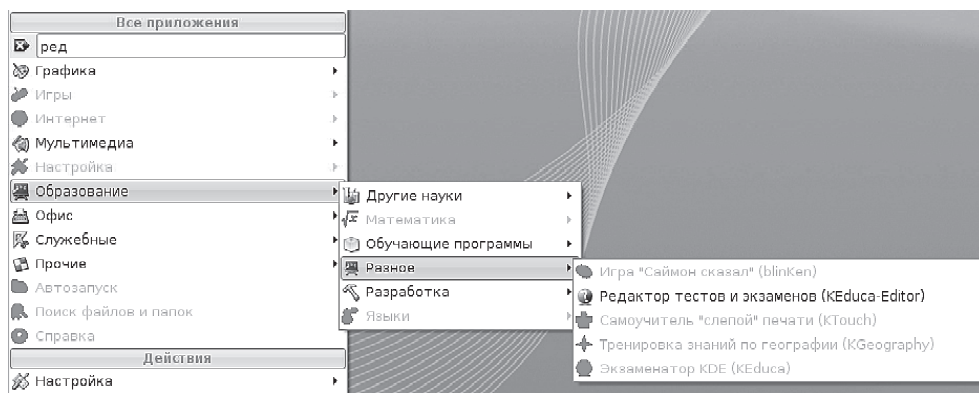 Все приложения
ред
Графика
Игры
Интернет
Мультимедиа
Настройка
Образование
Офис
Служебные
Прочие
Автозапуск
Поиск файлов и папок
Справка
Действия
Настройка
Другие науки
Математика
Обучающие программы
Разное
Разработка
Языки
Игра "Саймон сказал" (blinKen)
Редактор тестов и экзаменов (KEduca-Editor)
Самоучитель "слепой" печати (KTouch)
Тренировка знаний по географии (KGeography)
Экзаменатор KDE (KEduca)